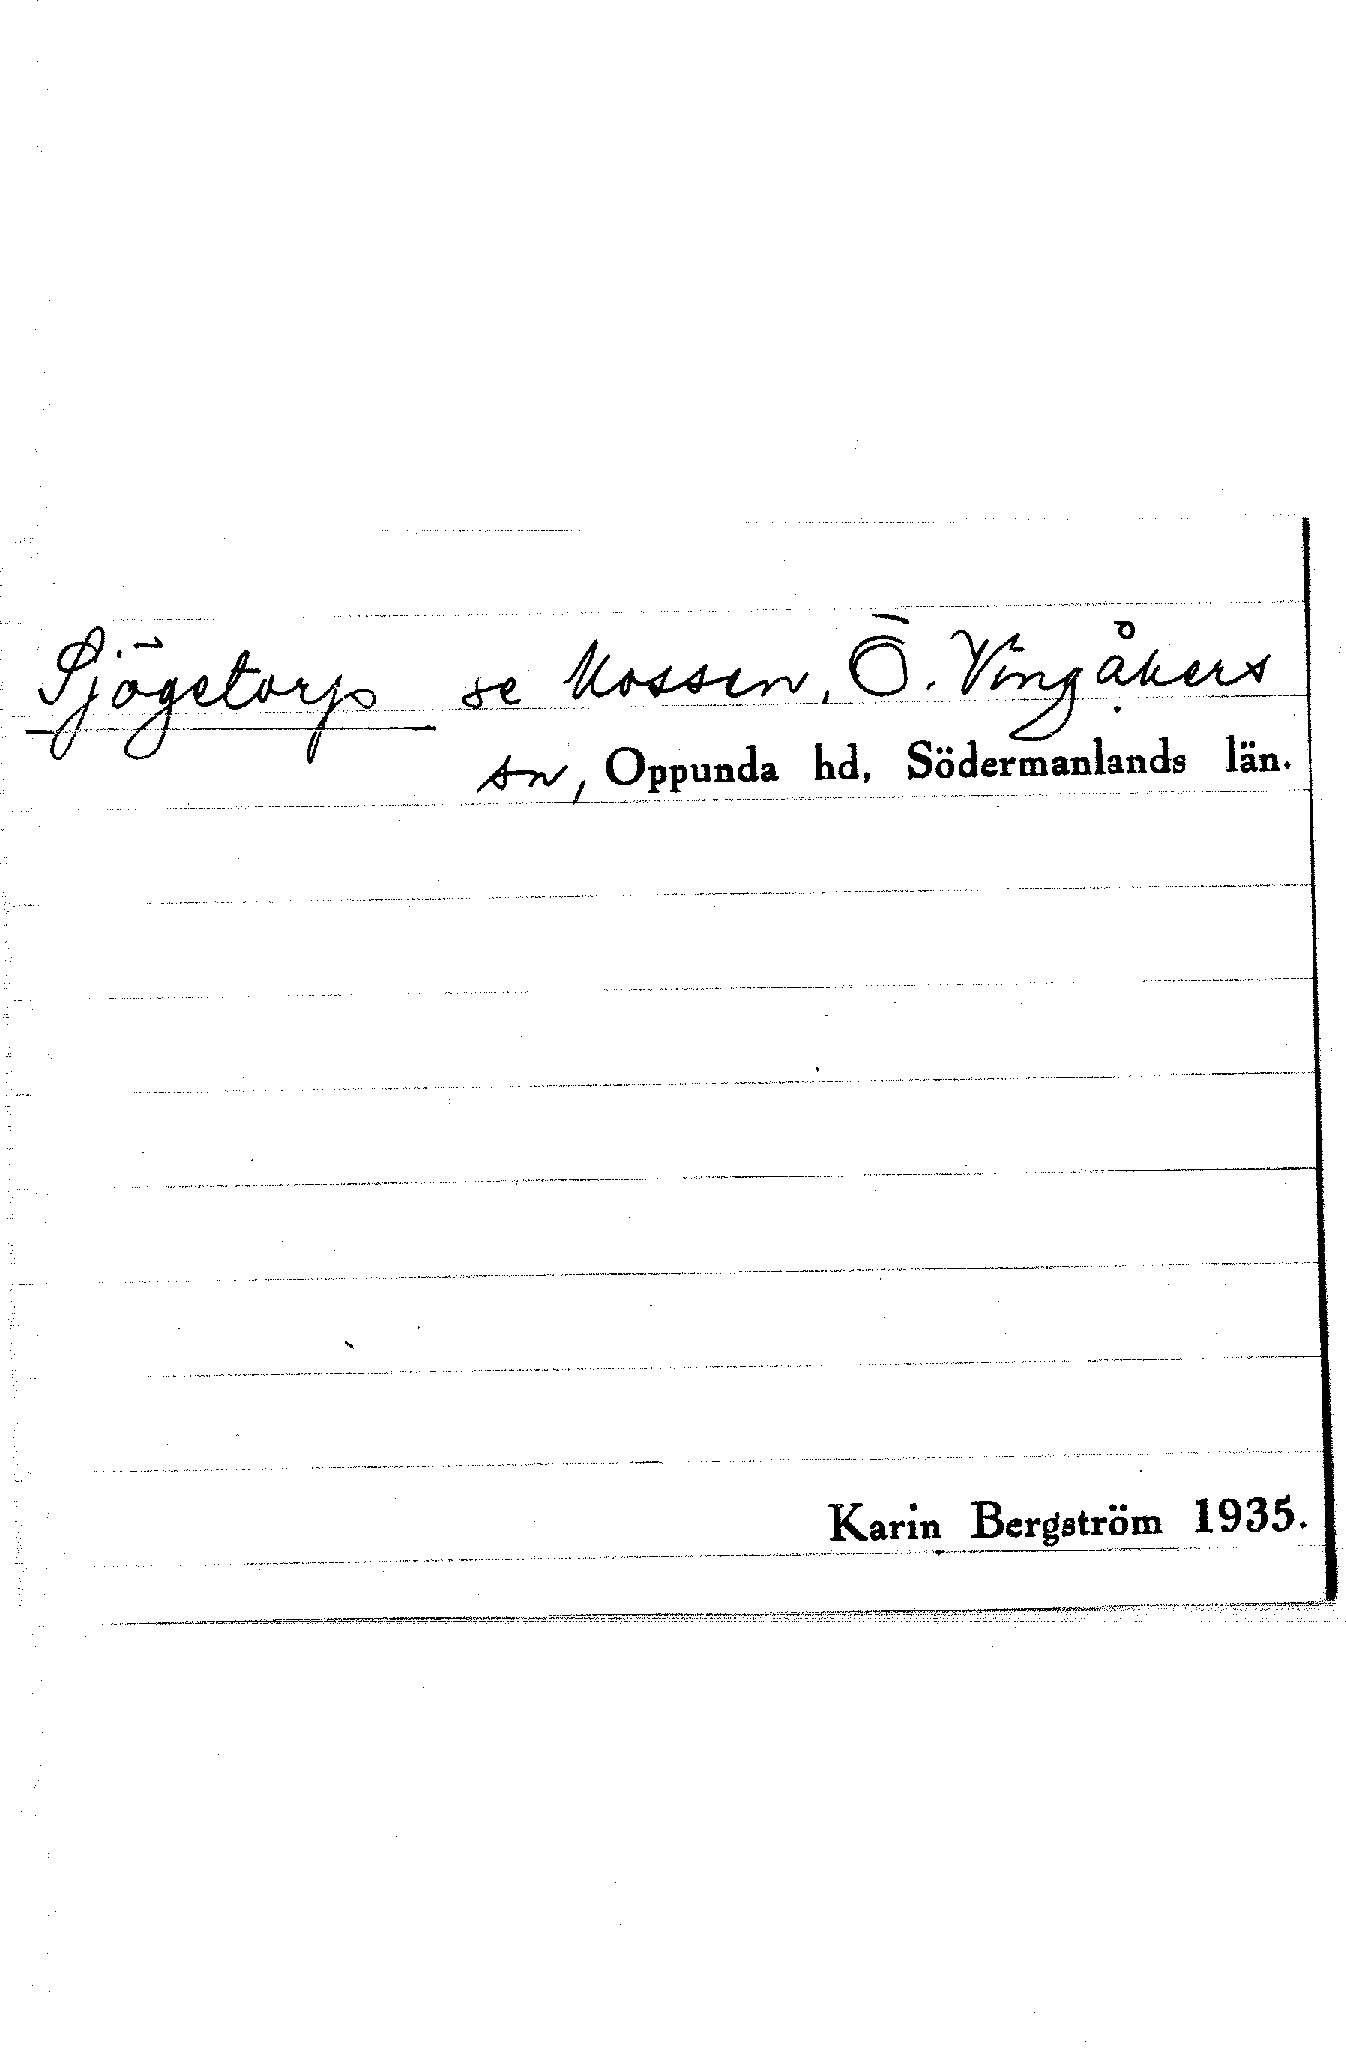 Sjögetorp se Mossen, Ö. Vingåkers
sn, Oppunda hd, Södermanlands län.
Karin Bergström 1935.